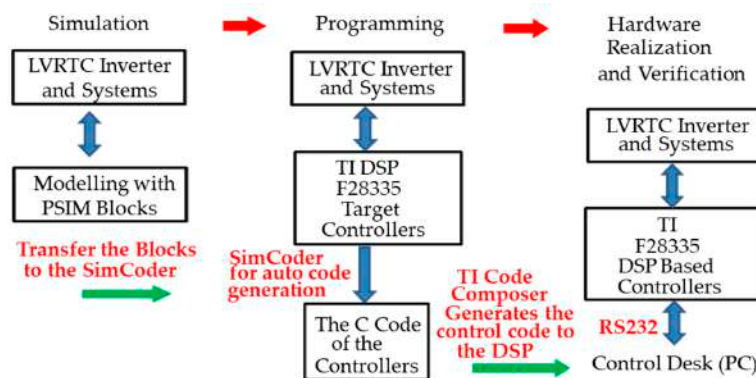 Simulation
LVRTC Inverter
and Systems
Modelling with
PSIM Blocks
Transfer the Blocks
to the SimCoder
Programming
LVRTC Inverter
and Systems
TI DSP
F28335
Target
Controllers
SimCoder
for auto code
generation
The C Code
of the
Controllers
TI Code
Composer
Generates the
control code to
the DSP
Hardware
Realization
and Verification
LVRTC Inverter
and Systems
TI
F28335
DSP Based
Controllers
RS232
Control Desk (PC)